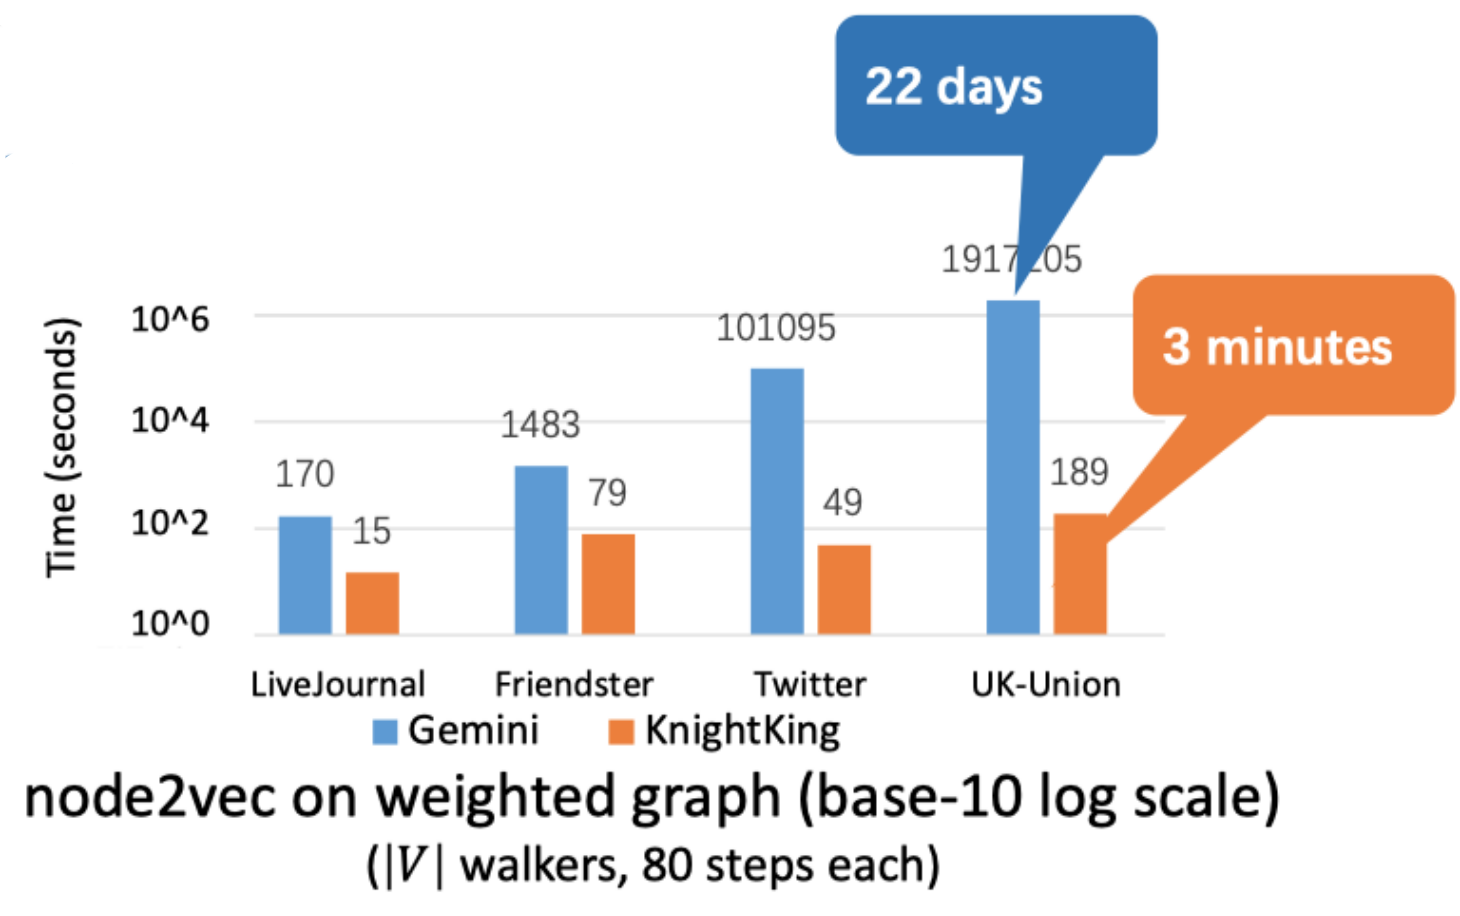 22 days
3 minutes
Time (seconds)
10^6
10^4
10^2
10^0
170
15
1483
79
101095
49
189
LiveJournal
Friendster
Twitter
UK-Union
Gemini
KnightKing
node2vec on weighted graph (base-10 log scale)
(|V| walkers, 80 steps each)